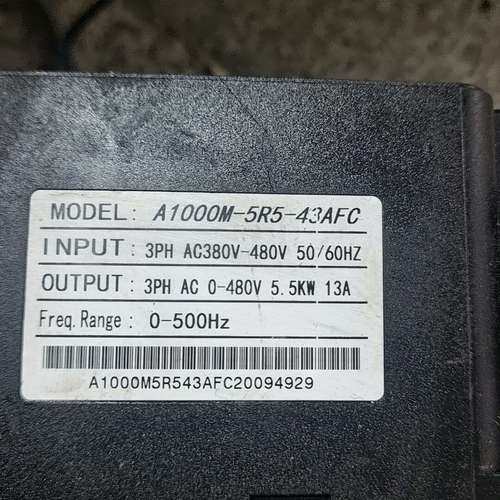 MODEL: A1000M-5R5-43AFC
INPUT: 3PH AC380V-480V 50/60HZ
OUTPUT: 3PH AC 0-480V 5.5KW 13A
Freq.Range: 0-500Hz
A1000M5R543AFC20094929